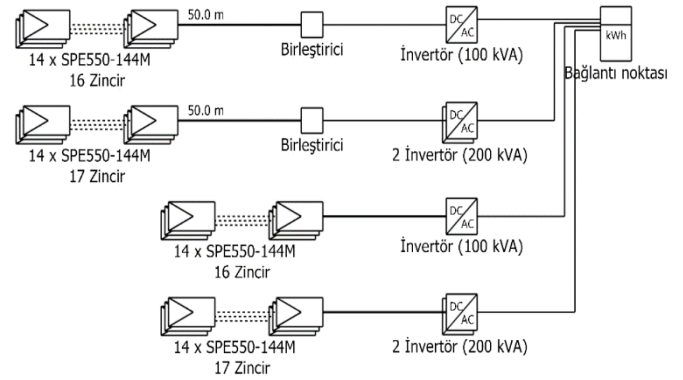 50.0 m
DC
AC
kWh
Birleştirici
İnvertör (100 kVA)
14 x SPE550-144M
16 Zincir
Bağlantı noktası
50.0 m
DC
AC
Birleştirici
2 İnvertör (200 kVA)
14 x SPE550-144M
17 Zincir
DC
AC
İnvertör (100 kVA)
14 x SPE550-144M
16 Zincir
DC
AC
2 İnvertör (200 kVA)
14 x SPE550-144M
17 Zincir